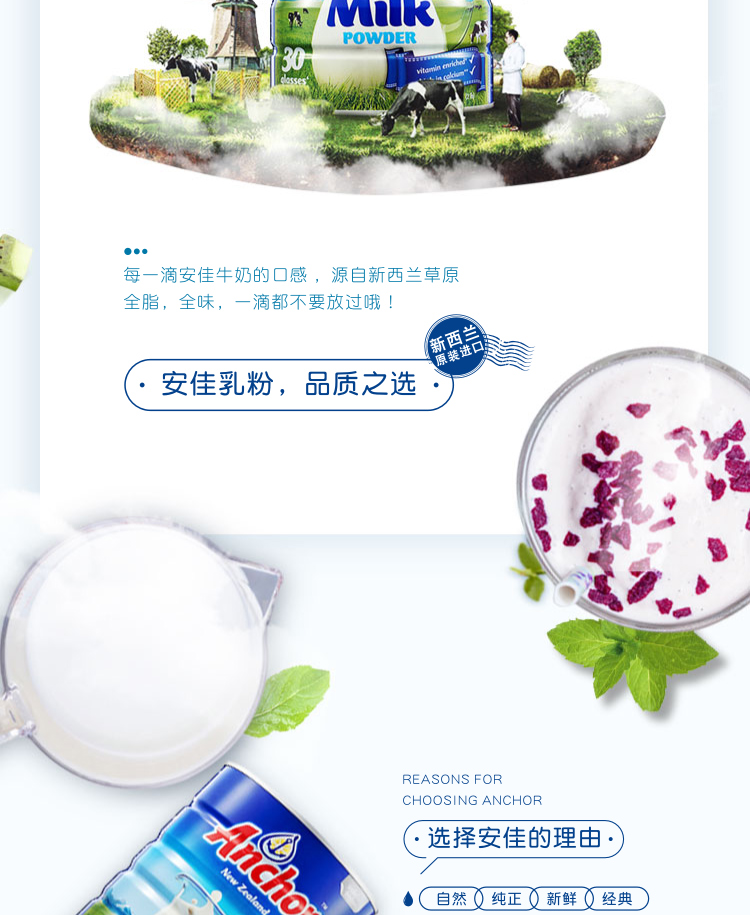 Milk
POWDER
30
glasses
vitamin enriched
in calcium
每一滴安佳牛奶的口感，源自新西兰草原
全脂，全味，一滴都不要放过哦！
新西兰
原装进口
· 安佳乳粉，品质之选 ·
REASONS FOR
CHOOSING ANCHOR
·选择安佳的理由·
自然 纯正 新鲜 经典
Anchor
New Zealand